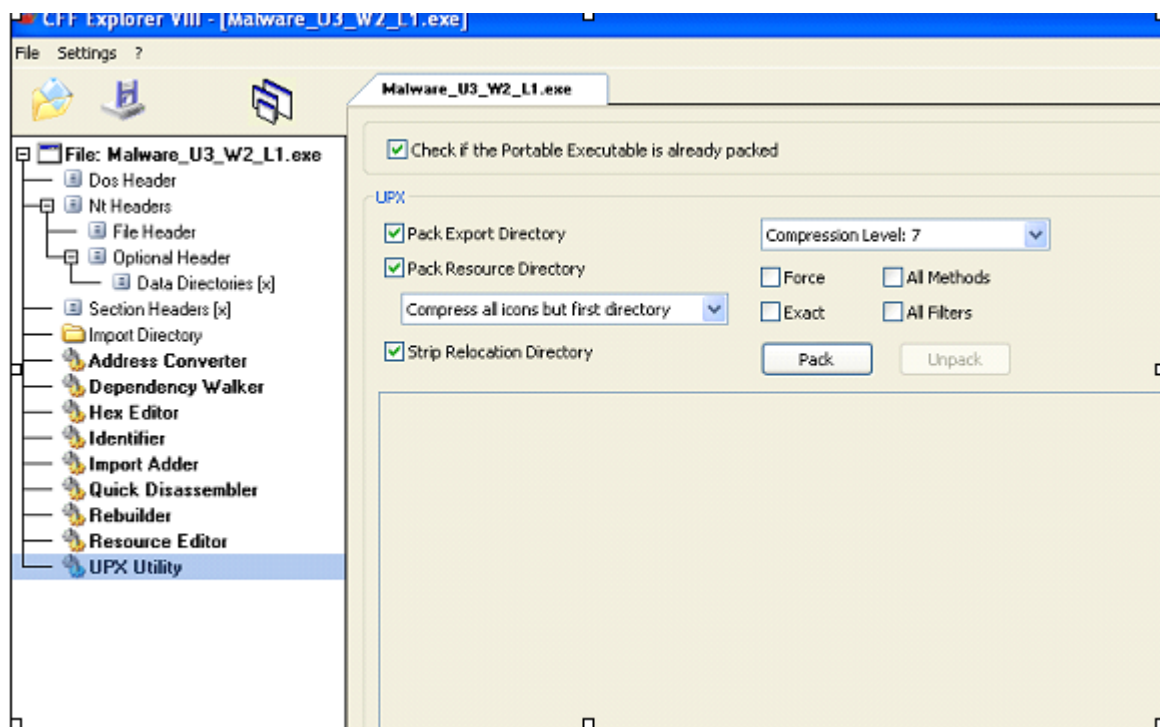 CFF Explorer VIII - [Malware_U3_W2_L1.exe]
File Settings ?
Malware_U3_W2_L1.exe
File: Malware_U3_W2_L1.exe
Dos Header
Nt Headers
File Header
Optional Header
Data Directories [x]
Section Headers [x]
Import Directory
Address Converter
Dependency Walker
Hex Editor
Identifier
Import Adder
Quick Disassembler
Rebuilder
Resource Editor
UPX Utility
Check if the Portable Executable is already packed
UPX
Pack Export Directory
Compression Level: 7
Pack Resource Directory
Force
All Methods
Compress all icons but first directory
Exact
All Filters
Strip Relocation Directory
Pack
Unpack